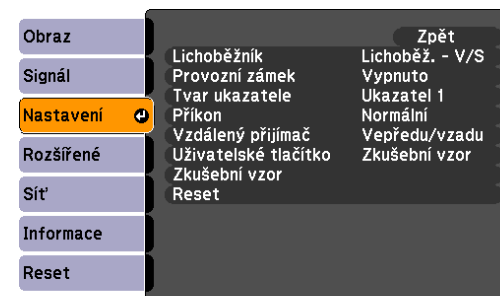 Obraz
Signál
Nastavení
Rozšířené
Síť
Informace
Reset
Zpět
Lichoběžník Lichoběž. - V/S
Provozní zámek Vypnuto
Tvar ukazatele Ukazatel 1
Příkon Normální
Vzdálený přijímač Vepředu/vzadu
Uživatelské tlačítko Zkušební vzor
Zkušební vzor
Reset